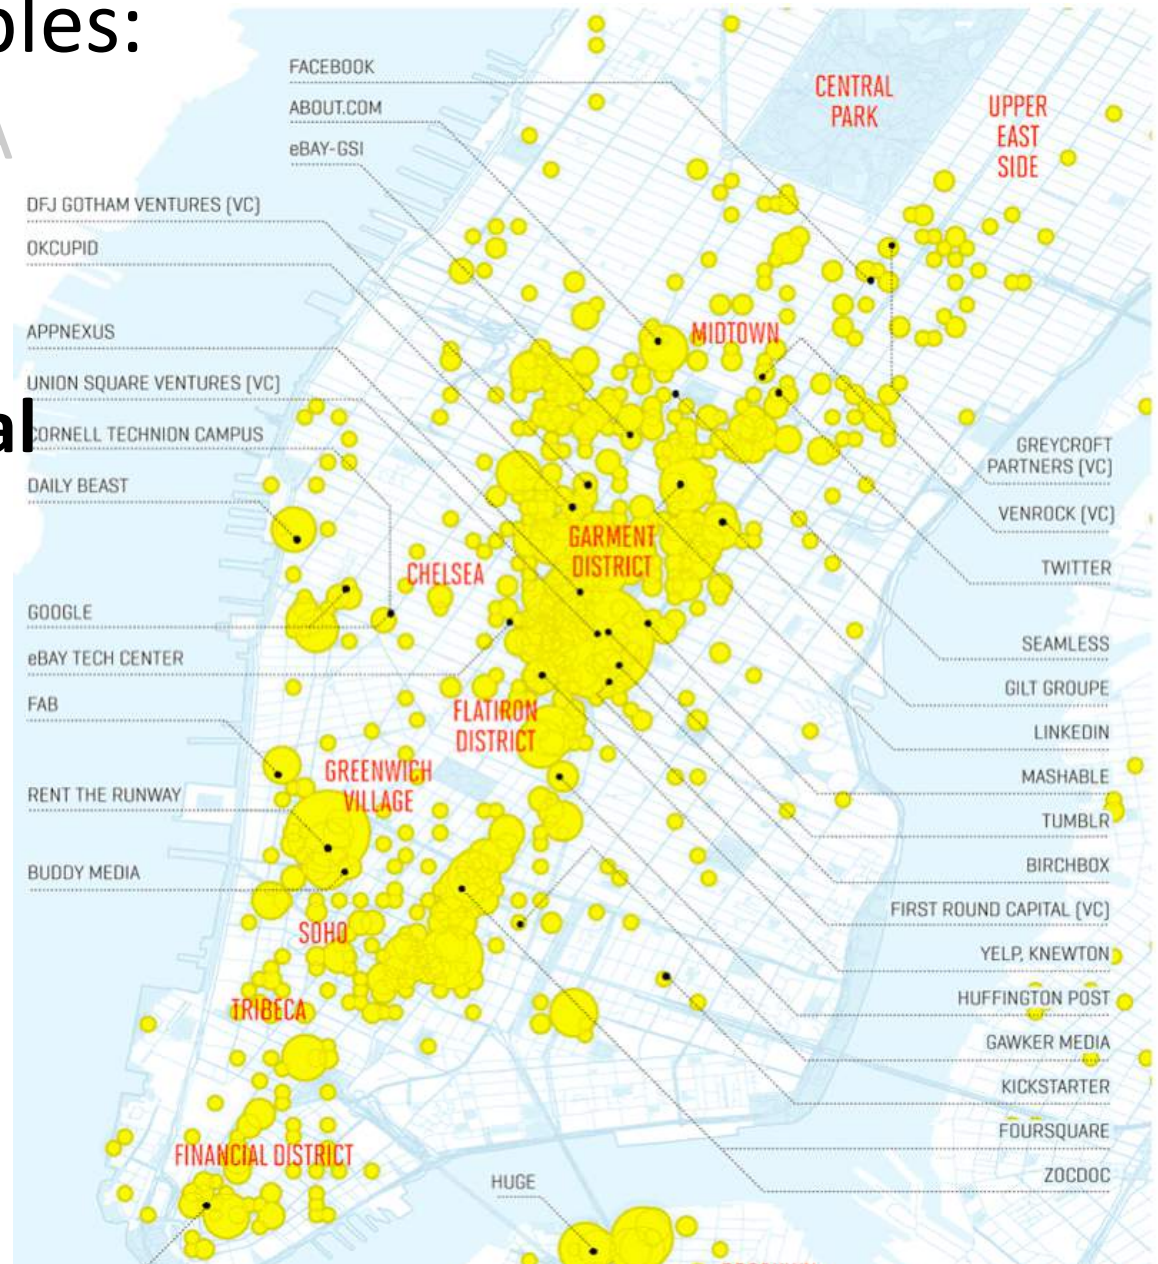 ples:
FACEBOOK
CENTRAL
PARK
UPPER
EAST
SIDE
ABOUT.COM
eBAY-GSI
DFJ GOTHAM VENTURES (VC)
OKCUPID
APPNEXUS
MIDTOWN
UNION SQUARE VENTURES (VC)
al
CORNELL TECHNION CAMPUS
GREYCROFT
PARTNERS (VC)
DAILY BEAST
VENROCK (VC)
GARMENT
DISTRICT
CHELSEA
TWITTER
GOOGLE
SEAMLESS
eBAY TECH CENTER
GILT GROUPE
FAB
FLATIRON
DISTRICT
LINKEDIN
GREENWICH
VILLAGE
MASHABLE
RENT THE RUNWAY
TUMBLR
BIRCHBOX
BUDDY MEDIA
FIRST ROUND CAPITAL (VC)
SOHO
YELP, KNEWTON
HUFFINGTON POST
TRIBECA
GAWKER MEDIA
KICKSTARTER
FOURSQUARE
FINANCIAL DISTRICT
ZOCDOC
HUGE